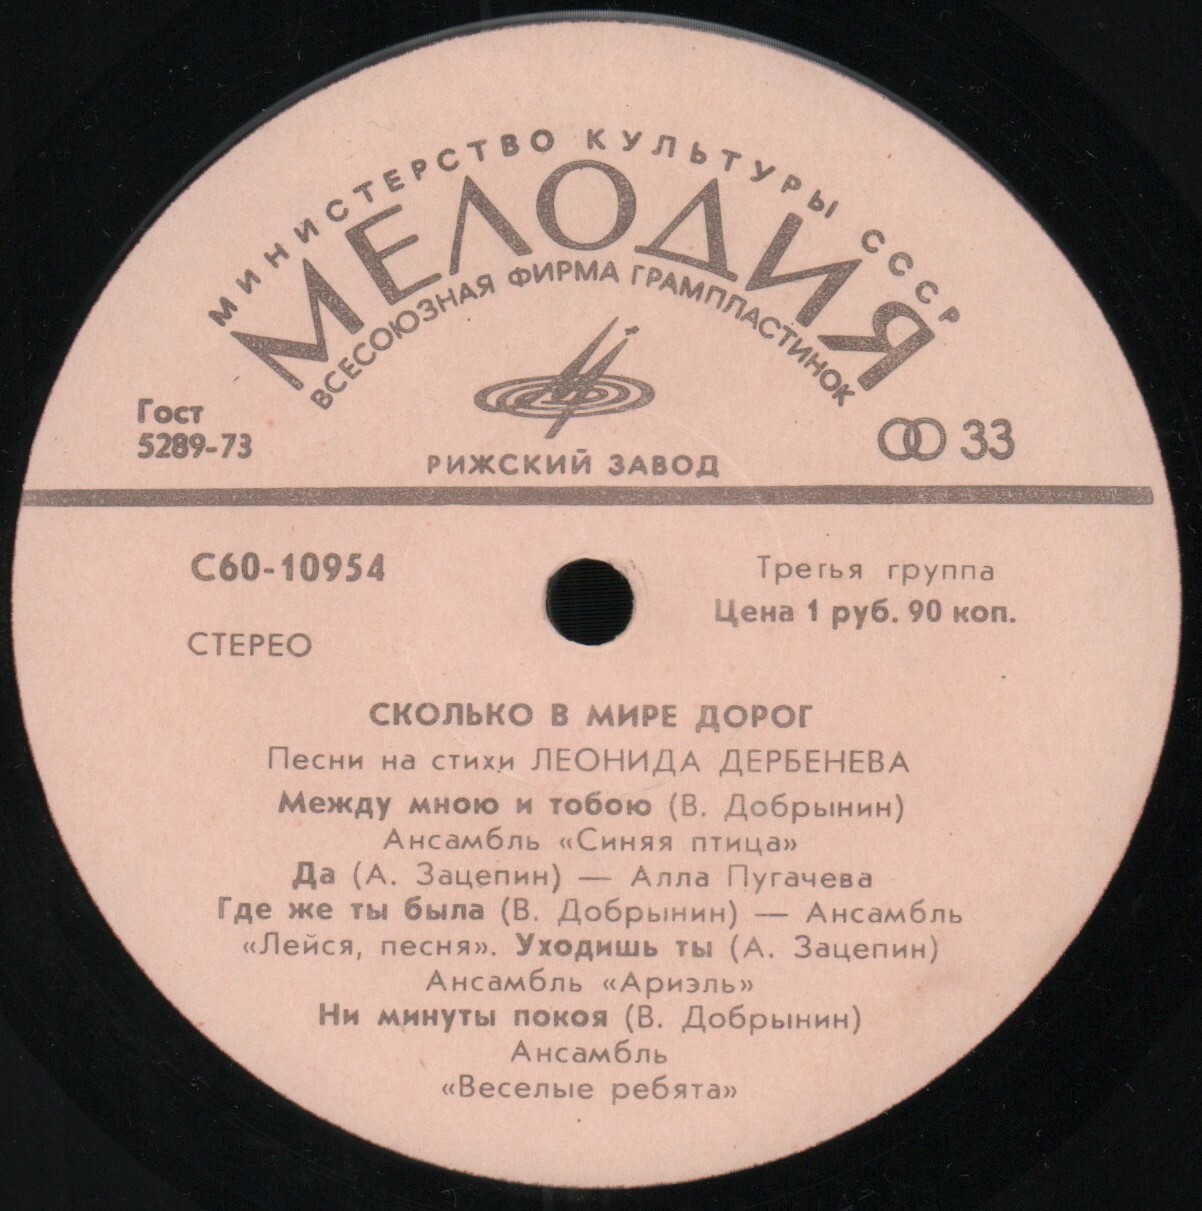 МИНИСТЕРСТВО КУЛЬТУРЫ СССР
МЕЛОДИЯ
ВСЕСОЮЗНАЯ ФИРМА ГРАМПЛАСТИНОК
Гост
5289-73
33
РИЖСКИЙ ЗАВОД
С60-10954
Третья группа
Цена 1 руб. 90 коп.
СТЕРЕО
СКОЛЬКО В МИРЕ ДОРОГ
Песни на стихи ЛЕОНИДА ДЕРБЕНЕВА
Между мною и тобою (В. Добрынин)
Ансамбль «Синяя птица»
Да (А. Зацепин) — Алла Пугачева
Где же ты была (В. Добрынин) — Ансамбль
«Лейся, песня». Уходишь ты (А. Зацепин)
Ансамбль «Ариэль»
Ни минуты покоя (В. Добрынин)
Ансамбль
«Веселые ребята»